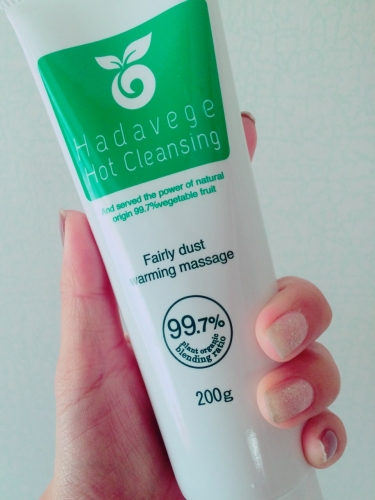 Hadavege
Hot Cleansing
And served the power of natural
origin 99.7%vegetable fruit
Fairly dust
warming massage
99.7%
plant organic
blending ratio
200g